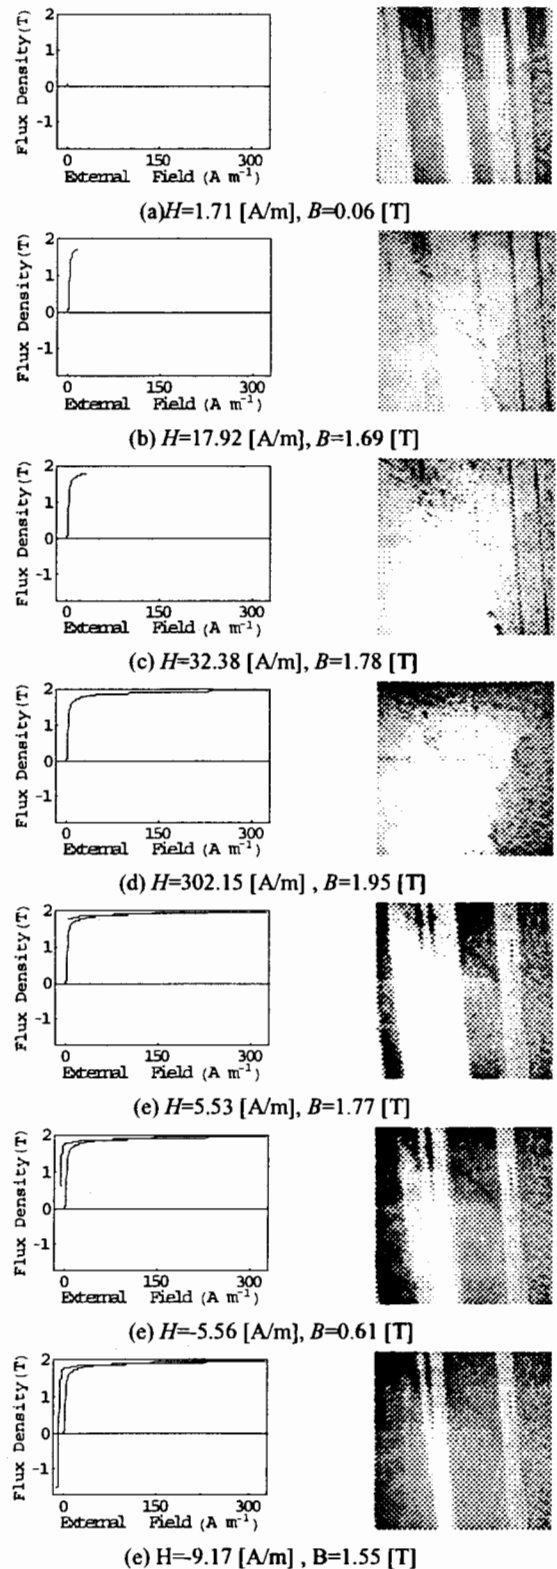 Flux Density(T)
2
1
0
-1
0 150 300
External Field (A m⁻¹)
(a)H=1.71 [A/m], B=0.06 [T]
Flux Density(T)
2
1
0
-1
0 150 300
External Field (A m⁻¹)
(b) H=17.92 [A/m], B=1.69 [T]
Flux Density(T)
2
1
0
-1
0 150 300
External Field (A m⁻¹)
(c) H=32.38 [A/m], B=1.78 [T]
Flux Density(T)
2
1
0
-1
0 150 300
External Field (A m⁻¹)
(d) H=302.15 [A/m] , B=1.95 [T]
Flux Density(T)
2
1
0
-1
0 150 300
External Field (A m⁻¹)
(e) H=5.53 [A/m], B=1.77 [T]
Flux Density(T)
2
1
0
-1
0 150 300
External Field (A m⁻¹)
(e) H=-5.56 [A/m], B=0.61 [T]
Flux Density(T)
2
1
0
-1
0 150 300
External Field (A m⁻¹)
(e) H=-9.17 [A/m] , B=1.55 [T]